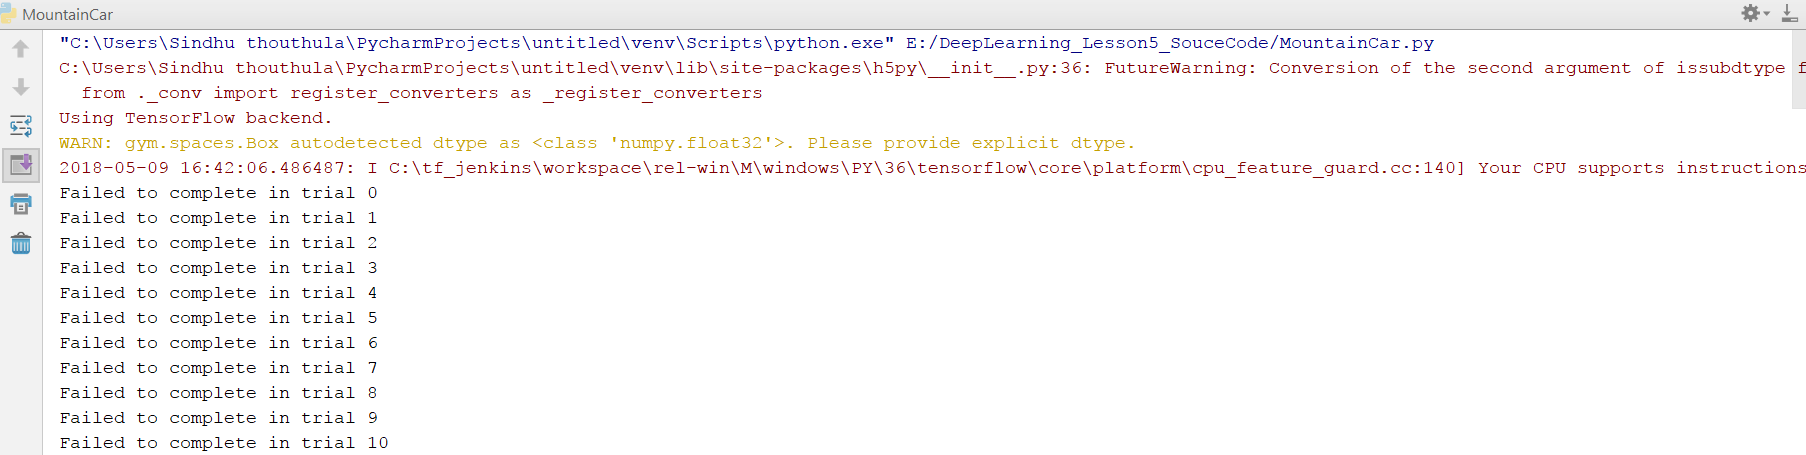 MountainCar
"C:\Users\Sindhu thouthula\PycharmProjects\untitled\venv\Scripts\python.exe" E:/DeepLearning_Lesson5_SouceCode/MountainCar.py
C:\Users\Sindhu thouthula\PycharmProjects\untitled\venv\lib\site-packages\h5py\__init__.py:36: FutureWarning: Conversion of the second argument of issubdtype f
from ._conv import register_converters as _register_converters
Using TensorFlow backend.
WARN: gym.spaces.Box autodetected dtype as <class 'numpy.float32'>. Please provide explicit dtype.
2018-05-09 16:42:06.486487: I C:\tf_jenkins\workspace\rel-win\M\windows\PY\36\tensorflow\core\platform\cpu_feature_guard.cc:140] Your CPU supports instructions
Failed to complete in trial 0
Failed to complete in trial 1
Failed to complete in trial 2
Failed to complete in trial 3
Failed to complete in trial 4
Failed to complete in trial 5
Failed to complete in trial 6
Failed to complete in trial 7
Failed to complete in trial 8
Failed to complete in trial 9
Failed to complete in trial 10